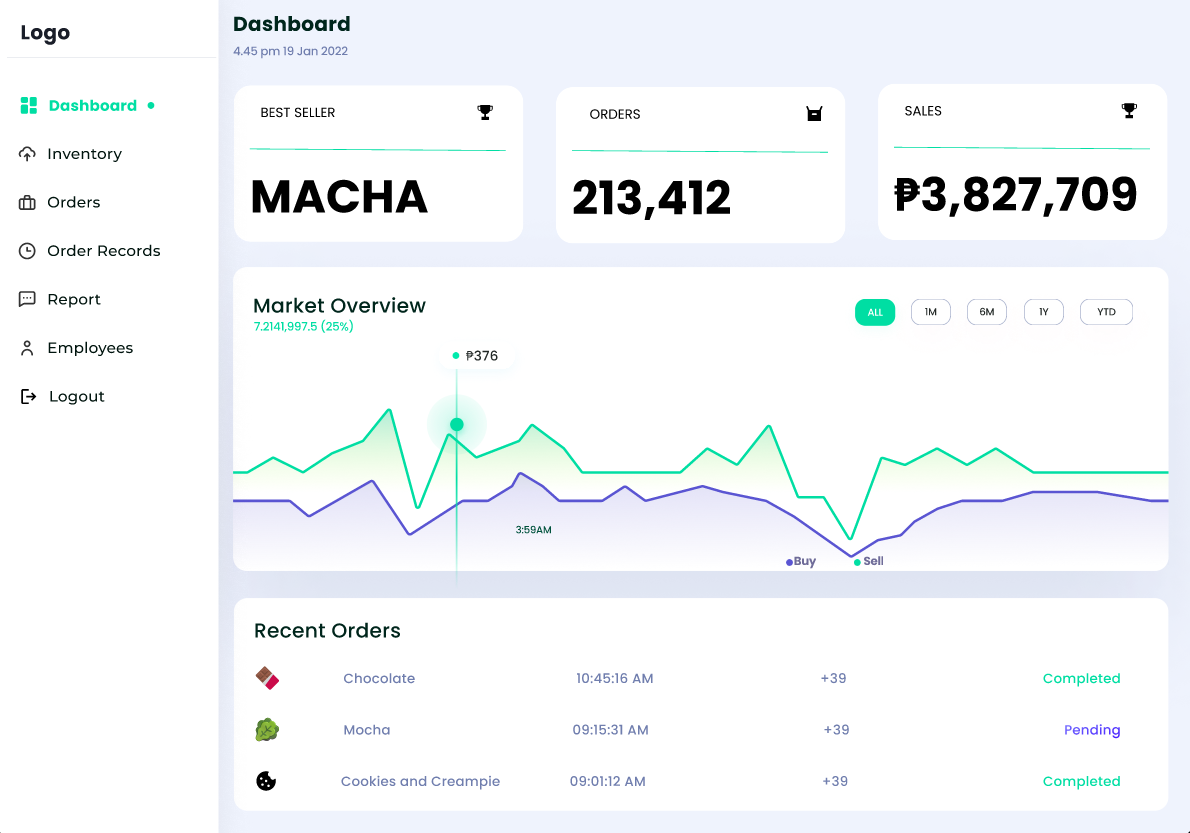 Logo
Dashboard
Inventory
Orders
Order Records
Report
Employees
Logout
Dashboard
4.45 pm 19 Jan 2022
BEST SELLER
MACHA
ORDERS
213,412
SALES
₱3,827,709
Market Overview
7.2141,997.5 (25%)
ALL
1M
6M
1Y
YTD
₱376
3:59AM
Buy
Sell
Recent Orders
Chocolate 10:45:16 AM +39 Completed
Mocha 09:15:31 AM +39 Pending
Cookies and Creampie 09:01:12 AM +39 Completed